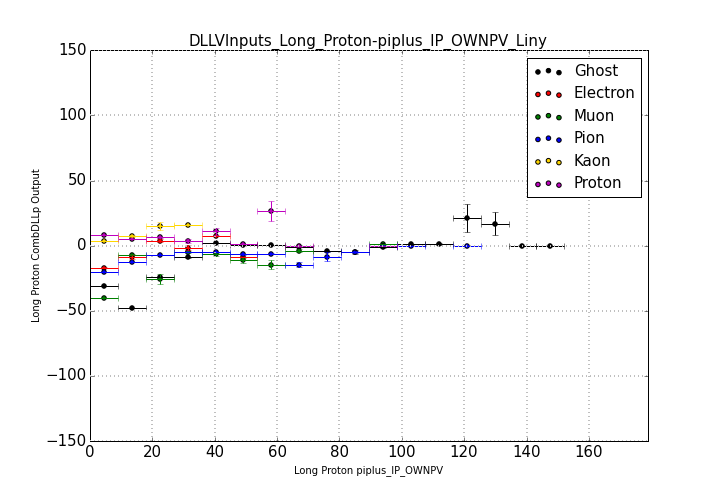 DLLVInputs_Long_Proton-piplus_IP_OWNPV_Liny
Long Proton CombDLLp Output
150
100
50
0
−50
−100
−150
Ghost
Electron
Muon
Pion
Kaon
Proton
0 20 40 60 80 100 120 140 160
Long Proton piplus_IP_OWNPV